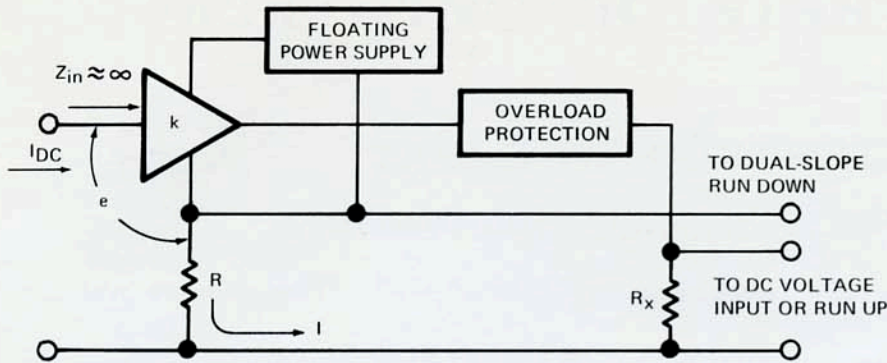 FLOATING
POWER SUPPLY
Zin ≈ ∞
k
OVERLOAD
PROTECTION
IDC
TO DUAL-SLOPE
RUN DOWN
e
R
I
Rx
TO DC VOLTAGE
INPUT OR RUN UP